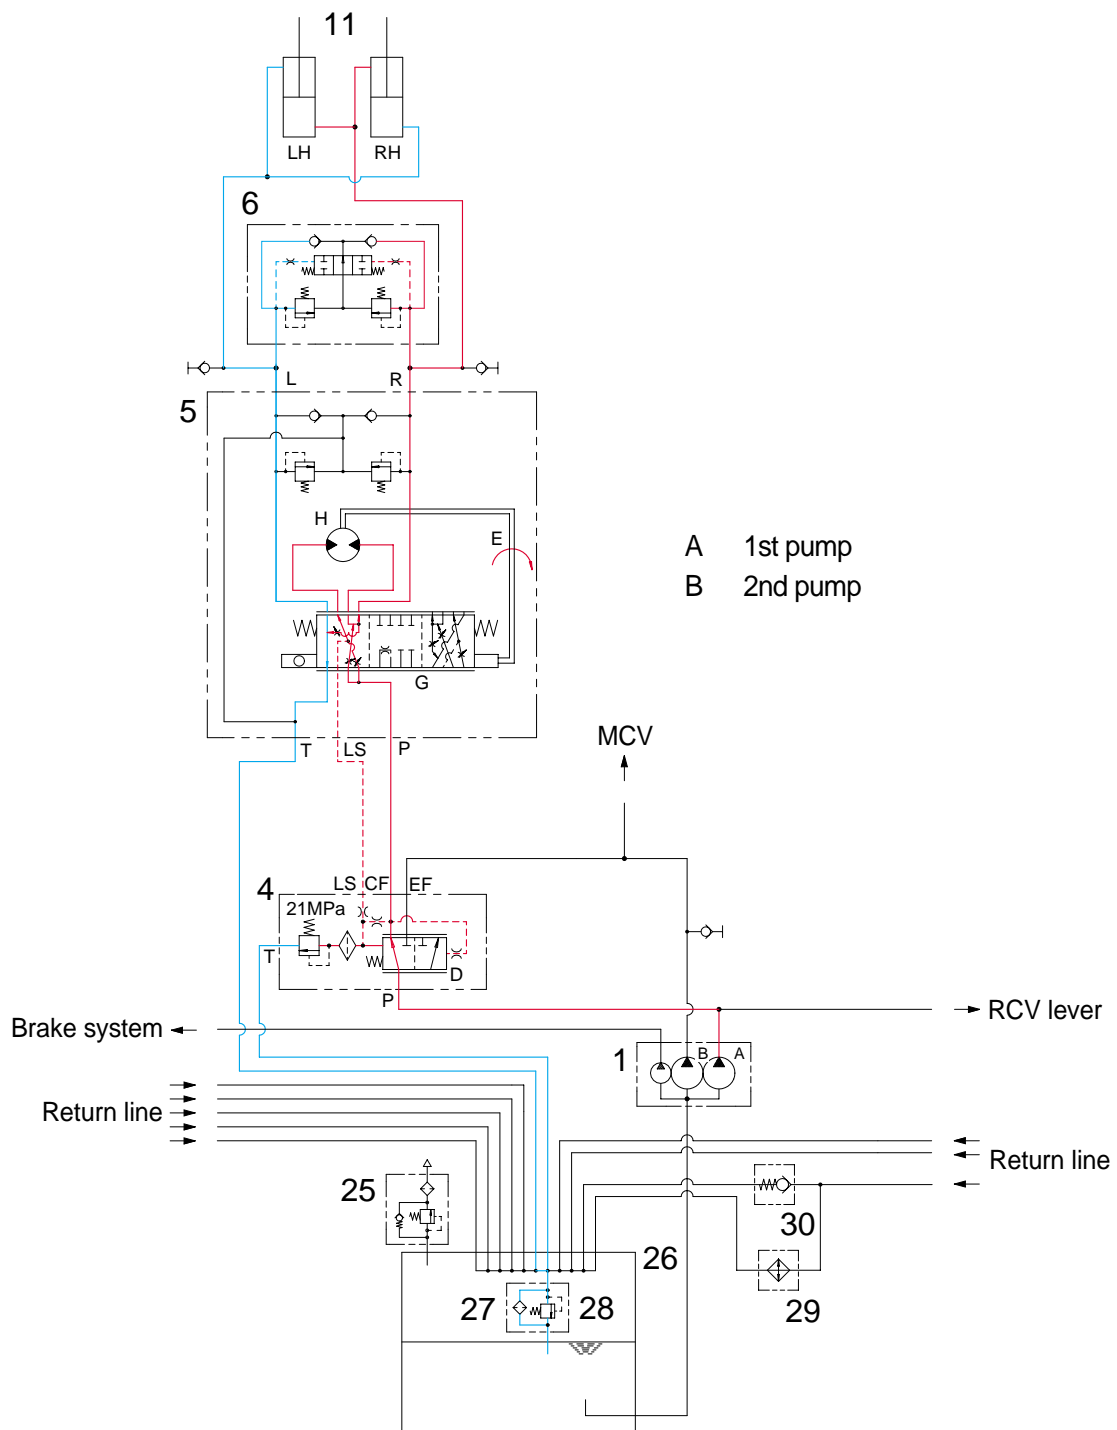 11
LH RH
6
L R
5
H
E
A 1st pump
B 2nd pump
G
T LS P
MCV
LS CF EF
4
21MPa
T
D
P
RCV lever
Brake system
1
B A
Return line
Return line
25
30
26
27 28
29